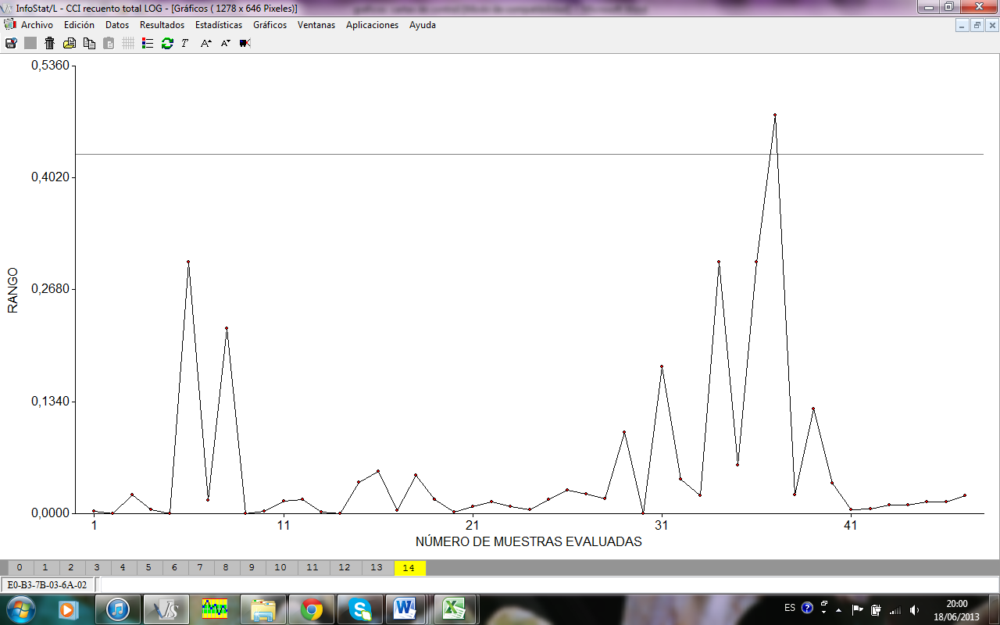 InfoStat/L - CCI recuento total LOG - [Gráficos ( 1278 x 646 Pixeles)]
Archivo Edición Datos Resultados Estadísticas Gráficos Ventanas Aplicaciones Ayuda
0,5360
0,4020
0,2680
0,1340
0,0000
RANGO
1 11 21 31 41
NÚMERO DE MUESTRAS EVALUADAS
0 1 2 3 4 5 6 7 8 9 10 11 12 13 14
E0-B3-7B-03-6A-02
ES 20:00
18/06/2013